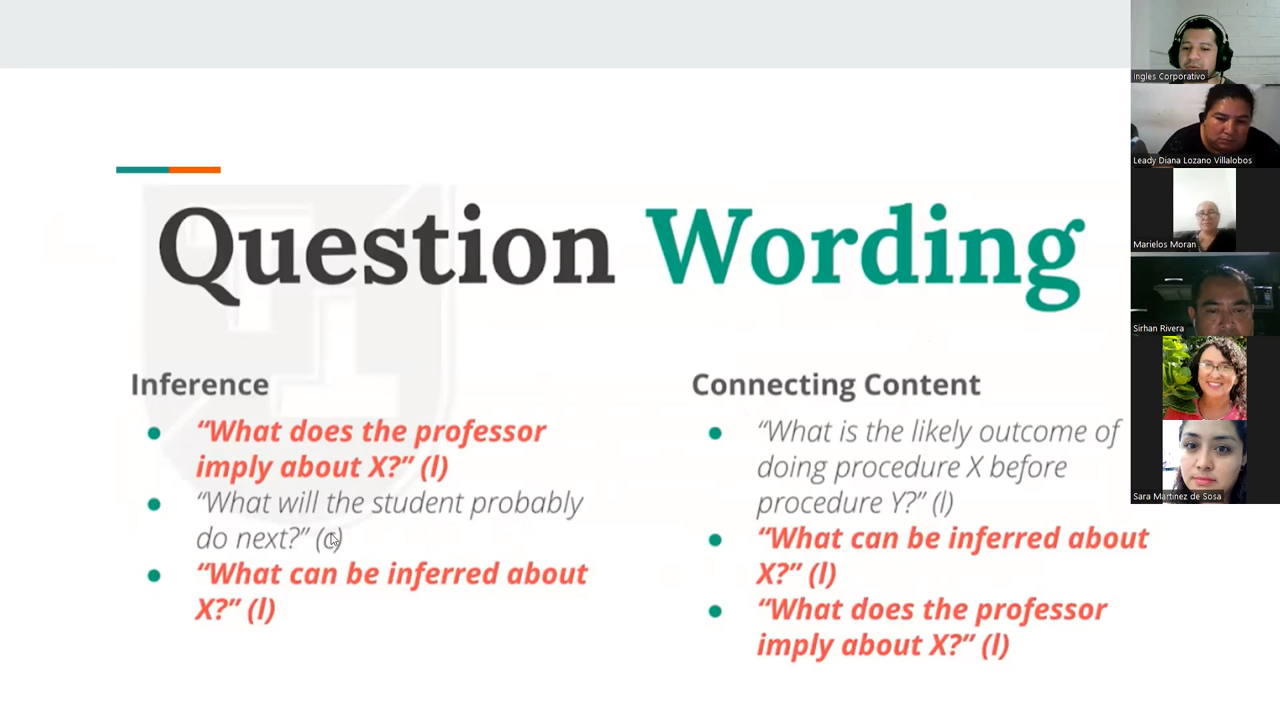 Question Wording
Inference
“What does the professor
imply about X?” (l)
“What will the student probably
do next?” (c)
“What can be inferred about
X?” (l)
Connecting Content
“What is the likely outcome of
doing procedure X before
procedure Y?” (l)
“What can be inferred about
X?” (l)
“What does the professor
imply about X?” (l)
Ingles Corporativo
Leady Diana Lozano Villalobos
Marielos Moran
Sirhan Rivera
Sara Martinez de Sosa